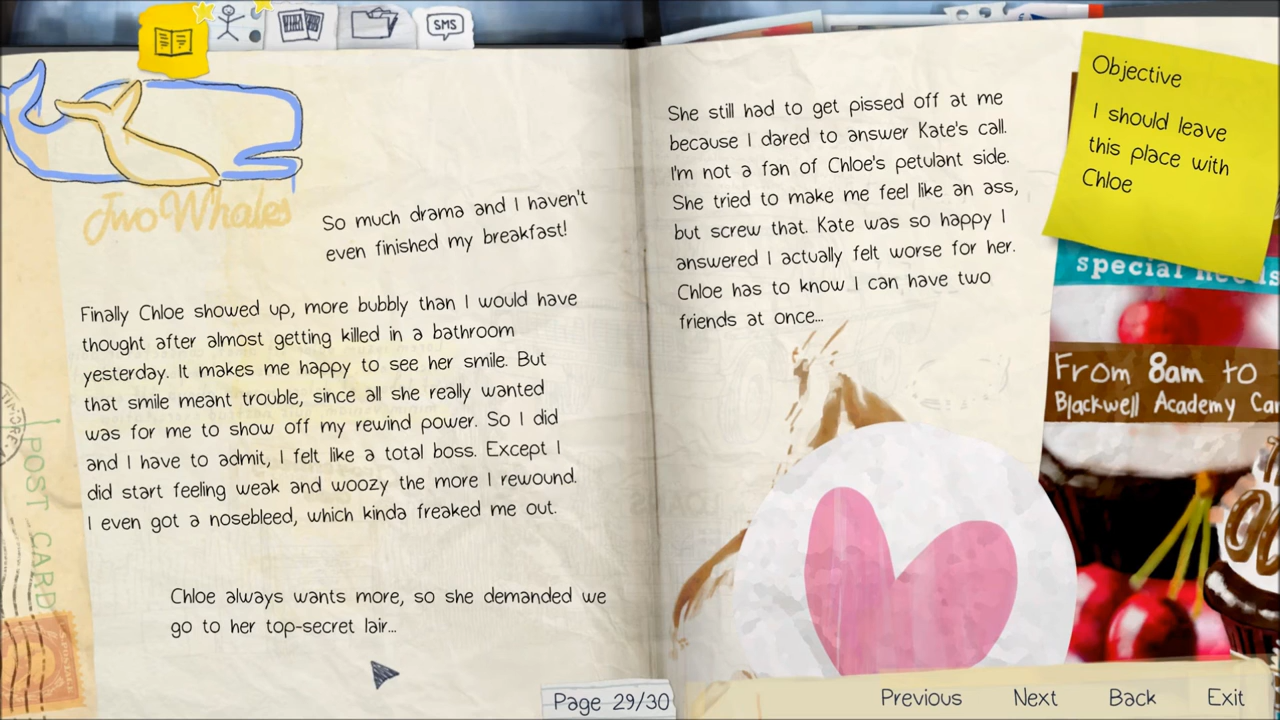 SMS
Two Whales
So much drama and I haven't
even finished my breakfast!
Finally Chloe showed up, more bubbly than I would have
thought after almost getting killed in a bathroom
yesterday. It makes me happy to see her smile. But
that smile meant trouble, since all she really wanted
was for me to show off my rewind power. So I did
and I have to admit, I felt like a total boss. Except I
did start feeling weak and woozy the more I rewound.
I even got a nosebleed, which kinda freaked me out.
Chloe always wants more, so she demanded we
go to her top-secret lair...
POST CARD
She still had to get pissed off at me
because I dared to answer Kate's call.
I'm not a fan of Chloe's petulant side.
She tried to make me feel like an ass,
but screw that. Kate was so happy I
answered I actually felt worse for her.
Chloe has to know I can have two
friends at once...
Objective
I should leave
this place with
Chloe
special needs
From 8am to
Blackwell Academy Ca
Page 29/30
Previous
Next
Back
Exit